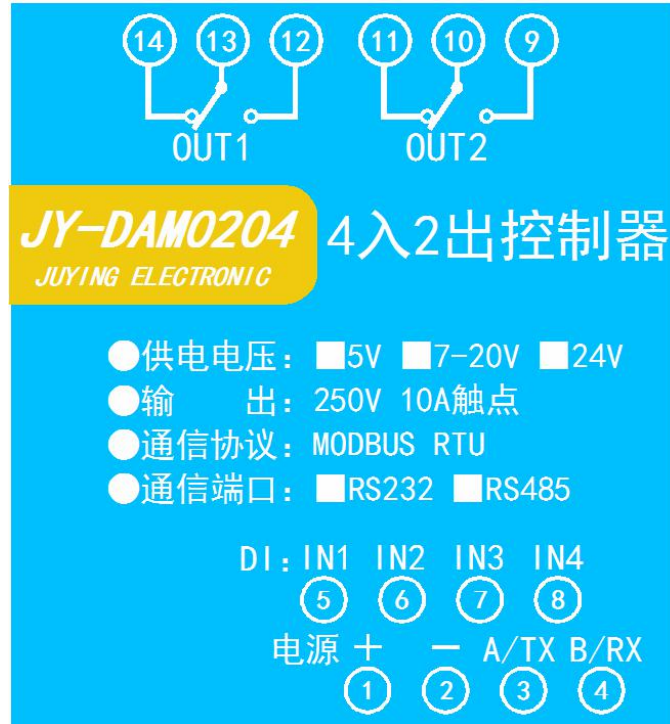 14 13 12 11 10 9
OUT1 OUT2
JY-DAM0204 4入2出控制器
JUYING ELECTRONIC
●供电电压：■5V ■7-20V ■24V
●输　　出：250V 10A触点
●通信协议：MODBUS RTU
●通信端口：■RS232 ■RS485
DI：IN1 IN2 IN3 IN4
5 6 7 8
电源 + － A/TX B/RX
1 2 3 4